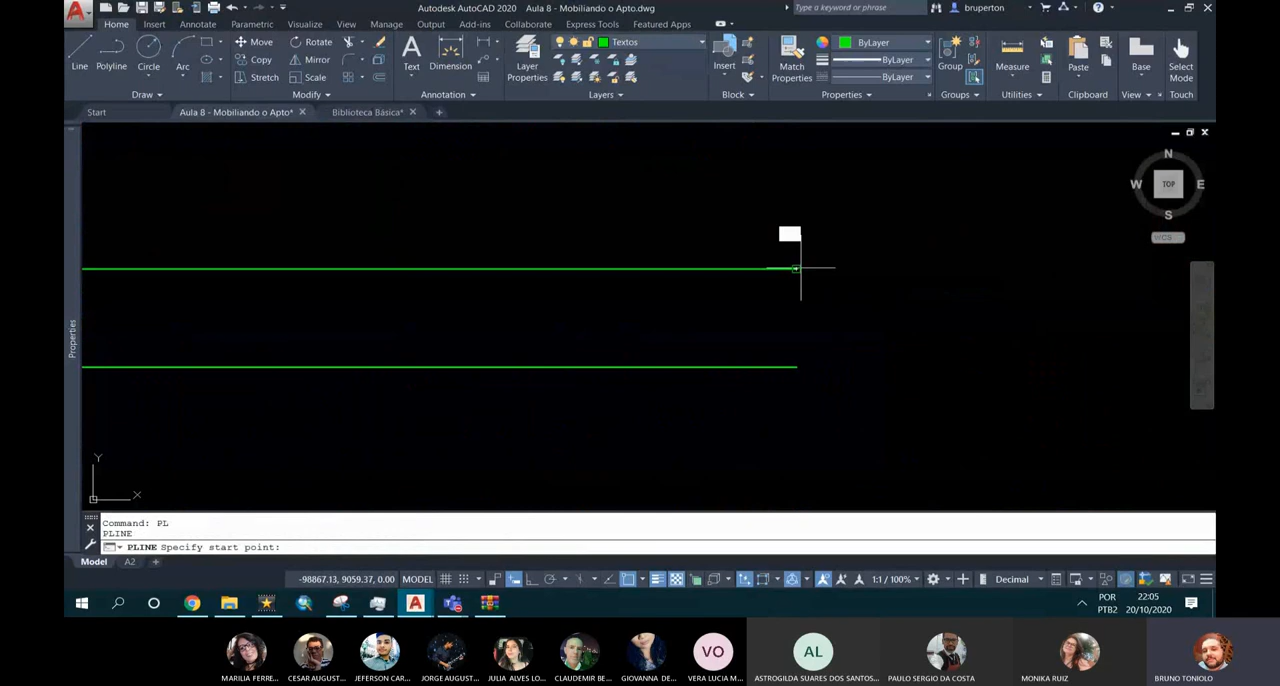 Autodesk AutoCAD 2020 Aula 8 - Mobiliando o Apto.dwg
Type a keyword or phrase
bruperton
Home Insert Annotate Parametric Visualize View Manage Output Add-ins Collaborate Express Tools Featured Apps
Line Polyline Circle Arc
Move Rotate
Copy Mirror
Stretch Scale
Text Dimension
Layer Properties
Textos
Insert
Match Properties
ByLayer
ByLayer
ByLayer
Group
Measure
Paste
Base
Select Mode
Draw Modify Annotation Layers Block Properties Groups Utilities Clipboard View Touch
Start Aula 8 - Mobiliando o Apto* Biblioteca Básica*
N
W TOP E
S
WCS
Properties
Y
X
Command: PL
PLINE
PLINE Specify start point:
Model A2
-98867.13, 9059.37, 0.00 MODEL 1:1 / 100% Decimal
POR 22:05
PTB2 20/10/2020
VO AL
MARILIA FERRE... CESAR AUGUST... JEFERSON CAR... JORGE AUGUST... JULIA ALVES LO... CLAUDEMIR BE... GIOVANNA DE... VERA LUCIA M... ASTROGILDA SUARES DOS SANTOS... PAULO SERGIO DA COSTA MONIKA RUIZ BRUNO TONIOLO